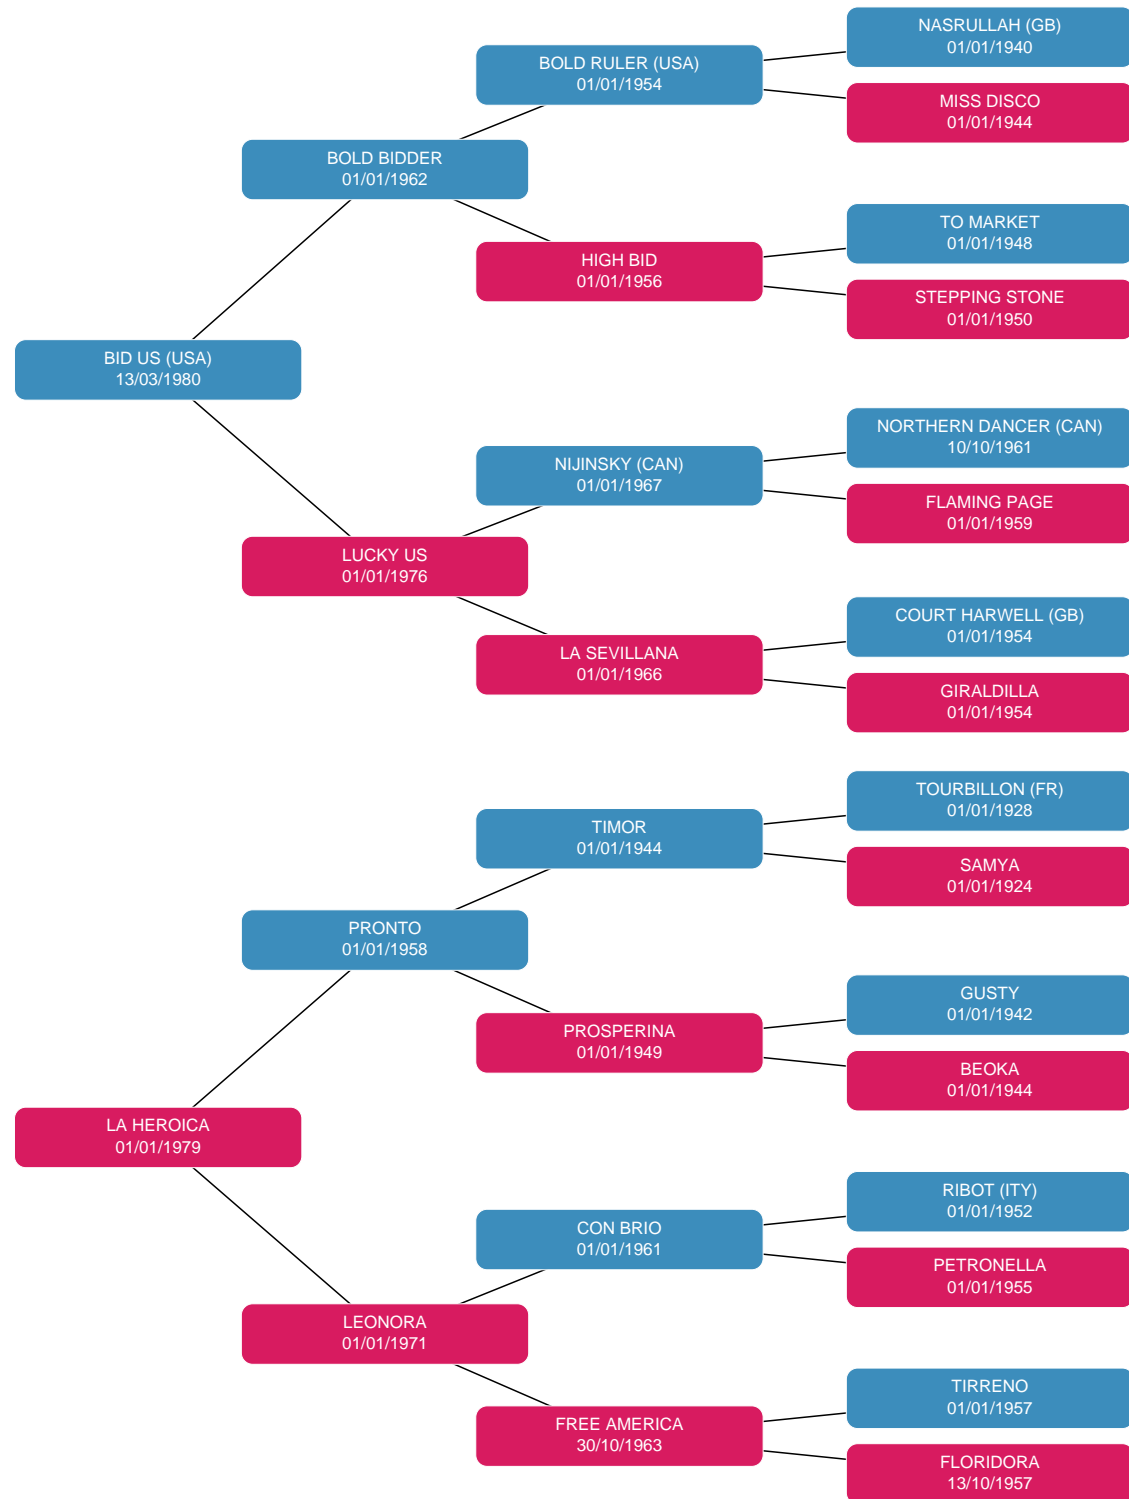 NASRULLAH (GB)
01/01/1940
BOLD RULER (USA)
01/01/1954
MISS DISCO
01/01/1944
BOLD BIDDER
01/01/1962
TO MARKET
01/01/1948
HIGH BID
01/01/1956
STEPPING STONE
01/01/1950
BID US (USA)
13/03/1980
NORTHERN DANCER (CAN)
10/10/1961
NIJINSKY (CAN)
01/01/1967
FLAMING PAGE
01/01/1959
LUCKY US
01/01/1976
COURT HARWELL (GB)
01/01/1954
LA SEVILLANA
01/01/1966
GIRALDILLA
01/01/1954
TOURBILLON (FR)
01/01/1928
TIMOR
01/01/1944
SAMYA
01/01/1924
PRONTO
01/01/1958
GUSTY
01/01/1942
PROSPERINA
01/01/1949
BEOKA
01/01/1944
LA HEROICA
01/01/1979
RIBOT (ITY)
01/01/1952
CON BRIO
01/01/1961
PETRONELLA
01/01/1955
LEONORA
01/01/1971
TIRRENO
01/01/1957
FREE AMERICA
30/10/1963
FLORIDORA
13/10/1957